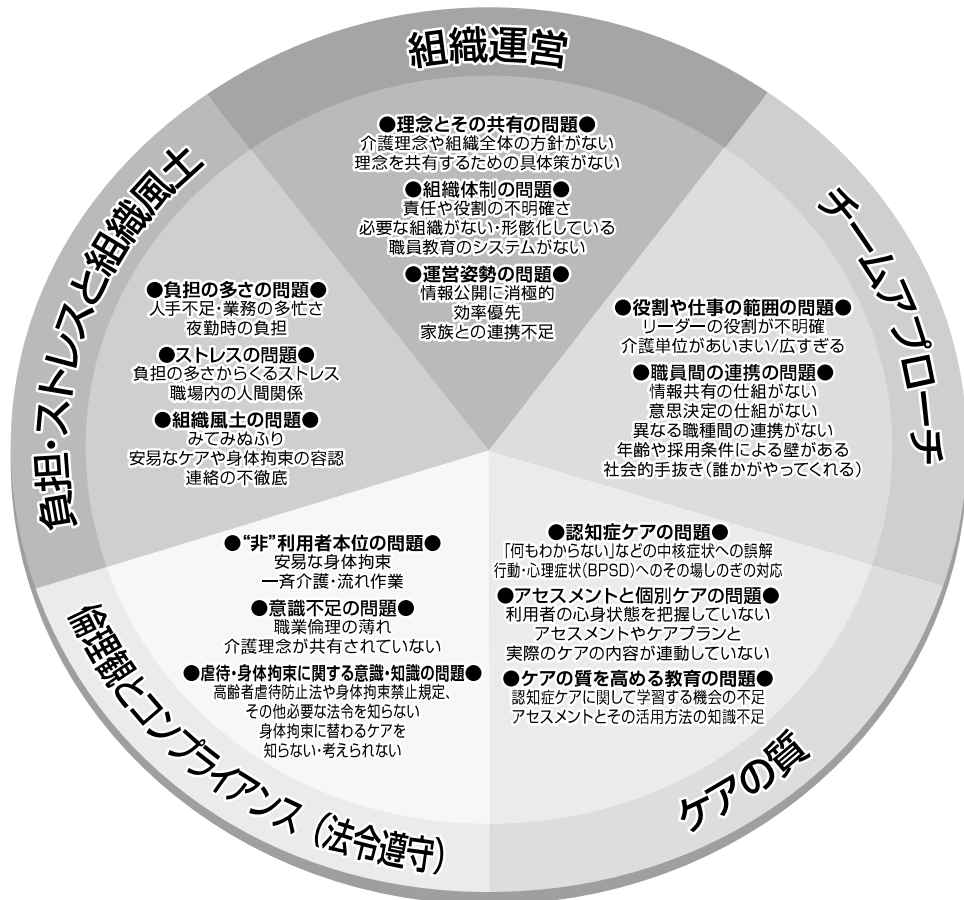 組織運営
●理念とその共有の問題●
介護理念や組織全体の方針がない
理念を共有するための具体策がない
●組織体制の問題●
責任や役割の不明確さ
必要な組織がない・形骸化している
職員教育のシステムがない
●運営姿勢の問題●
情報公開に消極的
効率優先
家族との連携不足
チームアプローチ
●役割や仕事の範囲の問題●
リーダーの役割が不明確
介護単位があいまい/広すぎる
●職員間の連携の問題●
情報共有の仕組がない
意思決定の仕組がない
異なる職種間の連携がない
年齢や採用条件による壁がある
社会的手抜き(誰かがやってくれる)
ケアの質
●認知症ケアの問題●
「何もわからない」などの中核症状への誤解
行動・心理症状(BPSD)へのその場しのぎの対応
●アセスメントと個別ケアの問題●
利用者の心身状態を把握していない
アセスメントやケアプランと
実際のケアの内容が連動していない
●ケアの質を高める教育の問題●
認知症ケアに関して学習する機会の不足
アセスメントとその活用方法の知識不足
倫理観とコンプライアンス（法令遵守）
●“非”利用者本位の問題●
安易な身体拘束
一斉介護・流れ作業
●意識不足の問題●
職業倫理の薄れ
介護理念が共有されていない
●虐待・身体拘束に関する意識・知識の問題●
高齢者虐待防止法や身体拘束禁止規定、
その他必要な法令を知らない
身体拘束に替わるケアを
知らない・考えられない
負担・ストレスと組織風土
●負担の多さの問題●
人手不足・業務の多忙さ
夜勤時の負担
●ストレスの問題●
負担の多さからくるストレス
職場内の人間関係
●組織風土の問題●
みてみぬふり
安易なケアや身体拘束の容認
連絡の不徹底